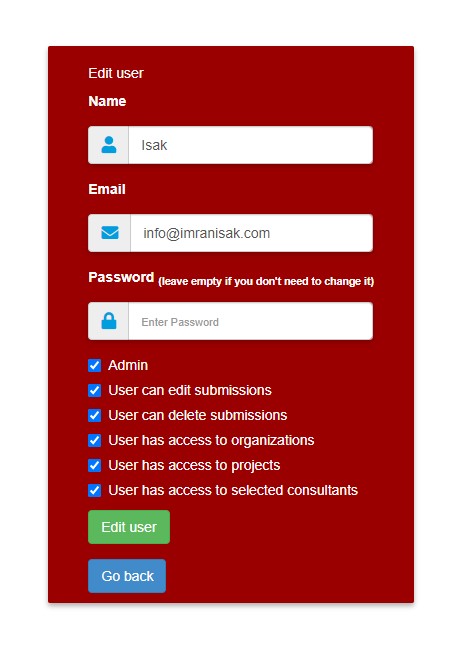 Edit user
Name
Isak
Email
info@imranisak.com
Password (leave empty if you don't need to change it)
Enter Password
Admin
User can edit submissions
User can delete submissions
User has access to organizations
User has access to projects
User has access to selected consultants
Edit user
Go back